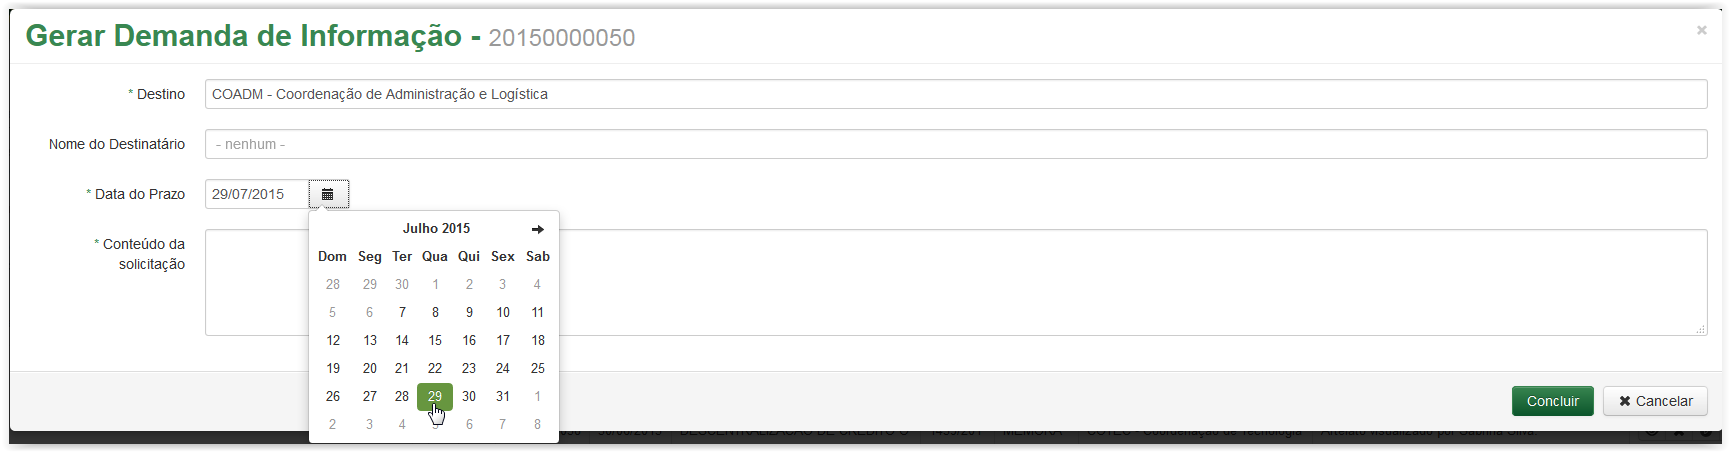 Gerar Demanda de Informação - 20150000050
×
* Destino
COADM - Coordenação de Administração e Logística
Nome do Destinatário
- nenhum -
* Data do Prazo
29/07/2015
* Conteúdo da
solicitação
Julho 2015
Dom Seg Ter Qua Qui Sex Sab
28 29 30 1 2 3 4
5 6 7 8 9 10 11
12 13 14 15 16 17 18
19 20 21 22 23 24 25
26 27 28 29 30 31 1
2 3 4 5 6 7 8
Concluir
Cancelar